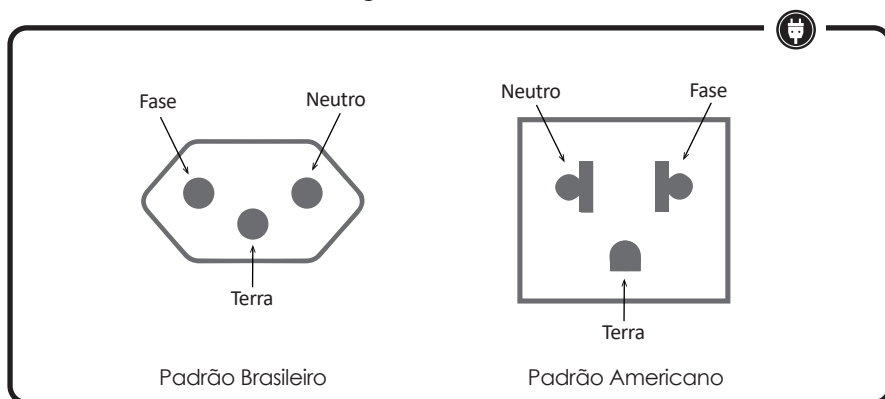 Fase
Neutro
Terra
Padrão Brasileiro
Neutro
Fase
Terra
Padrão Americano